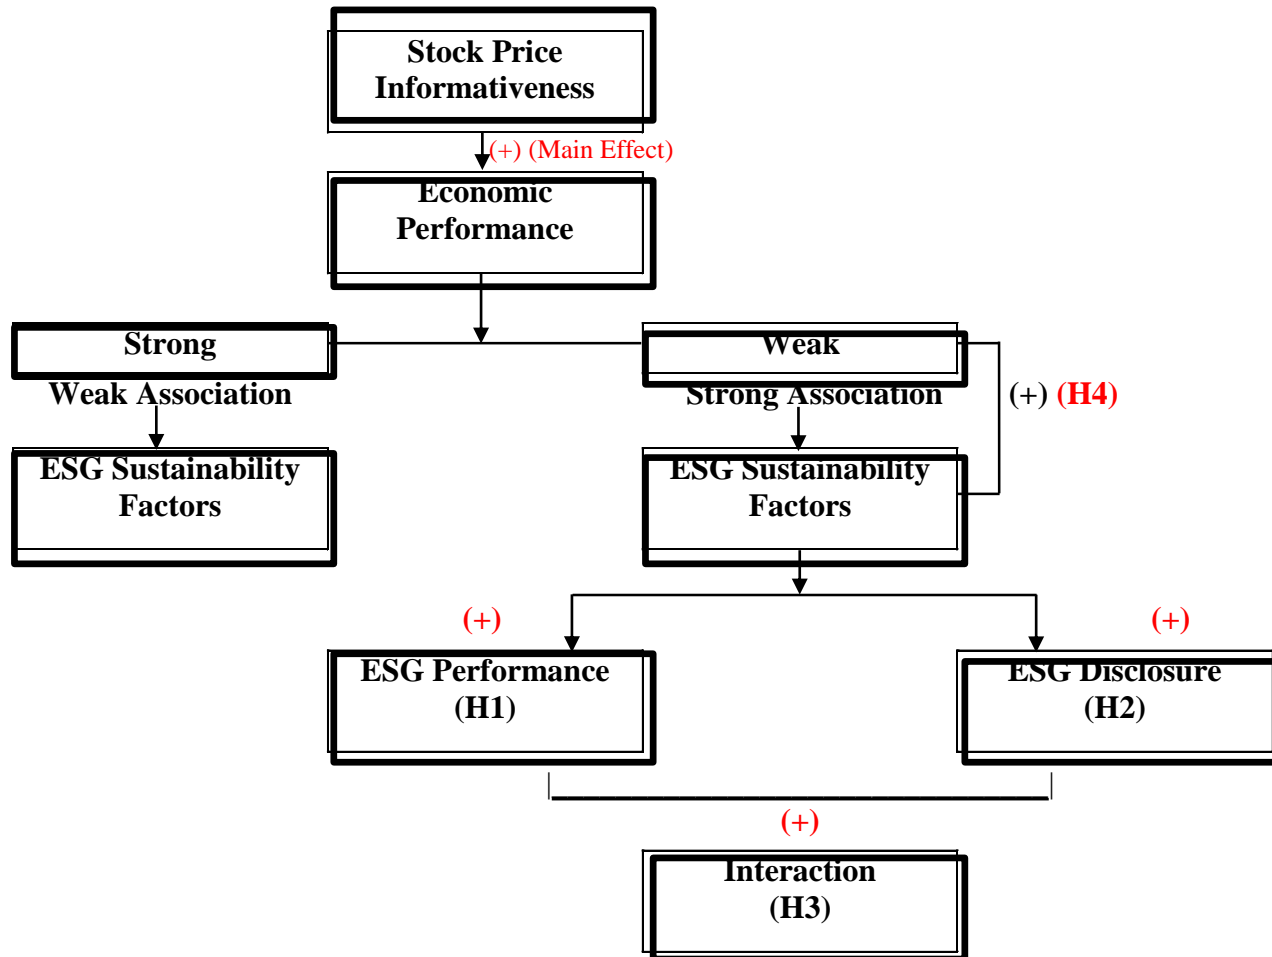 Stock Price
Informativeness
(+) (Main Effect)
Economic
Performance
Strong
Weak
Weak Association
Strong Association
(+) (H4)
ESG Sustainability
Factors
ESG Sustainability
Factors
(+)
(+)
ESG Performance
(H1)
ESG Disclosure
(H2)
(+)
Interaction
(H3)